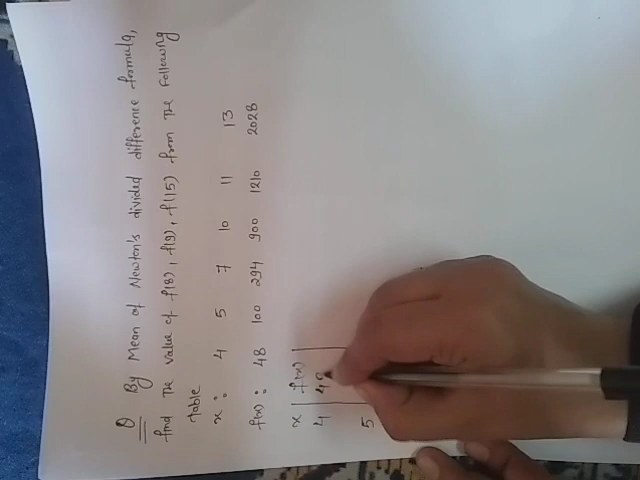 Q By Mean of Newton's divided difference formula,
find The value of f(8), f(9), f(15) from The Following
Table
x : 4 5 7 10 11 13
f(x) : 48 100 294 900 1210 2028
x f(x)
4 48
5